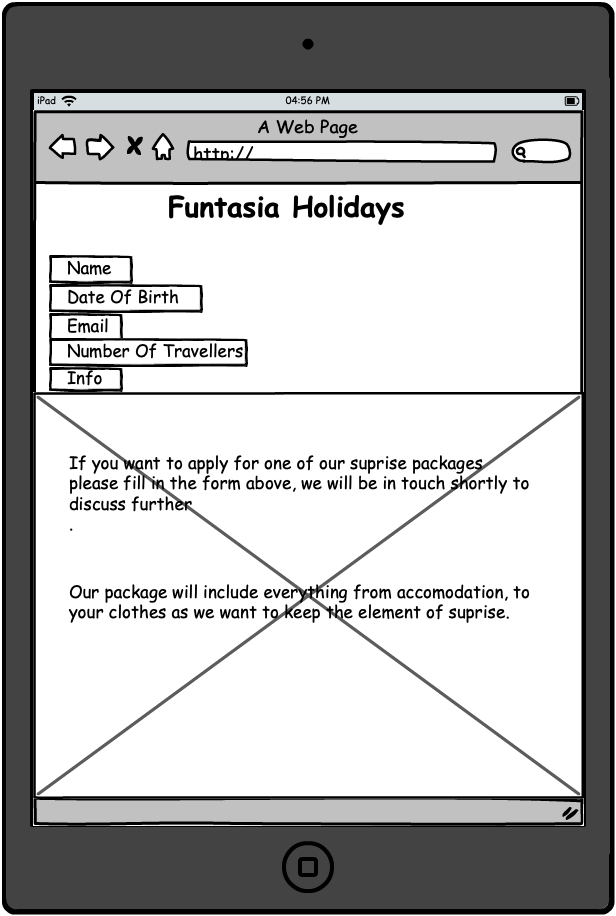 iPad 04:56 PM
A Web Page
http://
Funtasia Holidays
Name
Date Of Birth
Email
Number Of Travellers
Info
If you want to apply for one of our suprise packages
please fill in the form above, we will be in touch shortly to
discuss further
.
Our package will include everything from accomodation, to
your clothes as we want to keep the element of suprise.